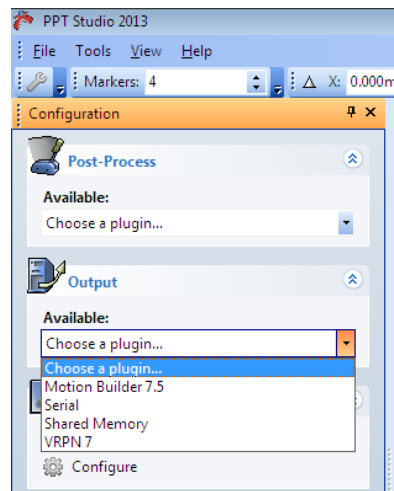 PPT Studio 2013
File Tools View Help
Markers: 4 Δ X: 0.000m
Configuration
Post-Process
Available:
Choose a plugin...
Output
Available:
Choose a plugin...
Choose a plugin...
Motion Builder 7.5
Serial
Shared Memory
VRPN 7
Configure